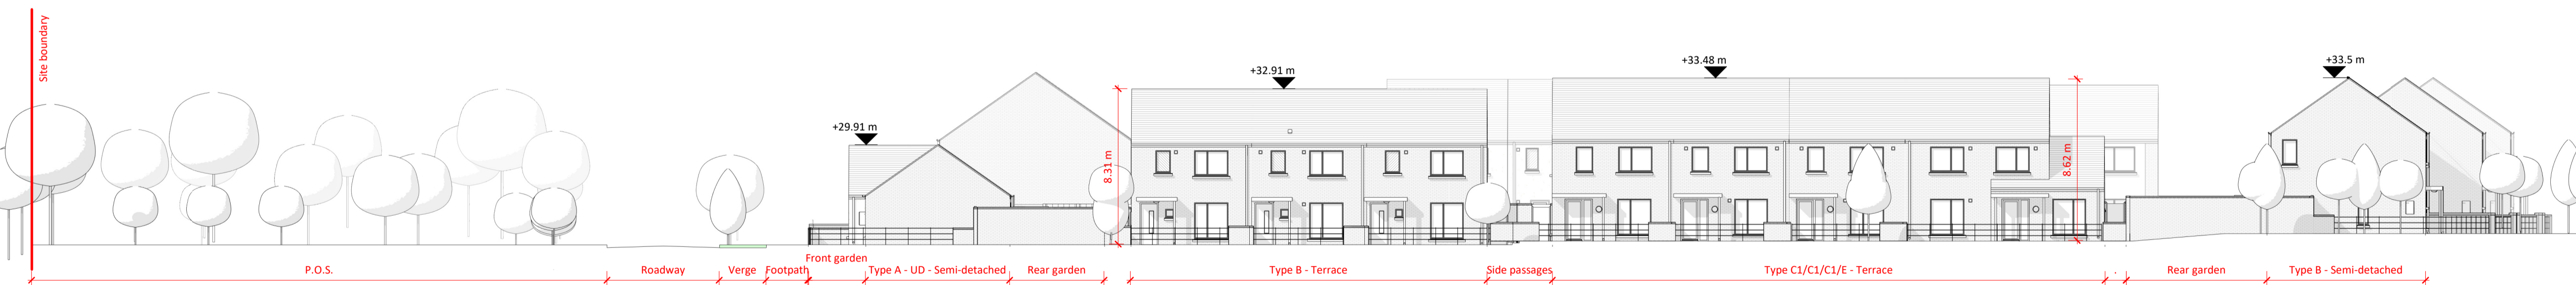 Site boundary
+29.91 m
+32.91 m
+33.48 m
+33.5 m
8.31 m
8.62 m
P.O.S.
Roadway
Verge
Footpath
Front garden
Type A - UD - Semi-detached
Rear garden
Type B - Terrace
Side passages
Type C1/C1/C1/E - Terrace
.
Rear garden
Type B - Semi-detached